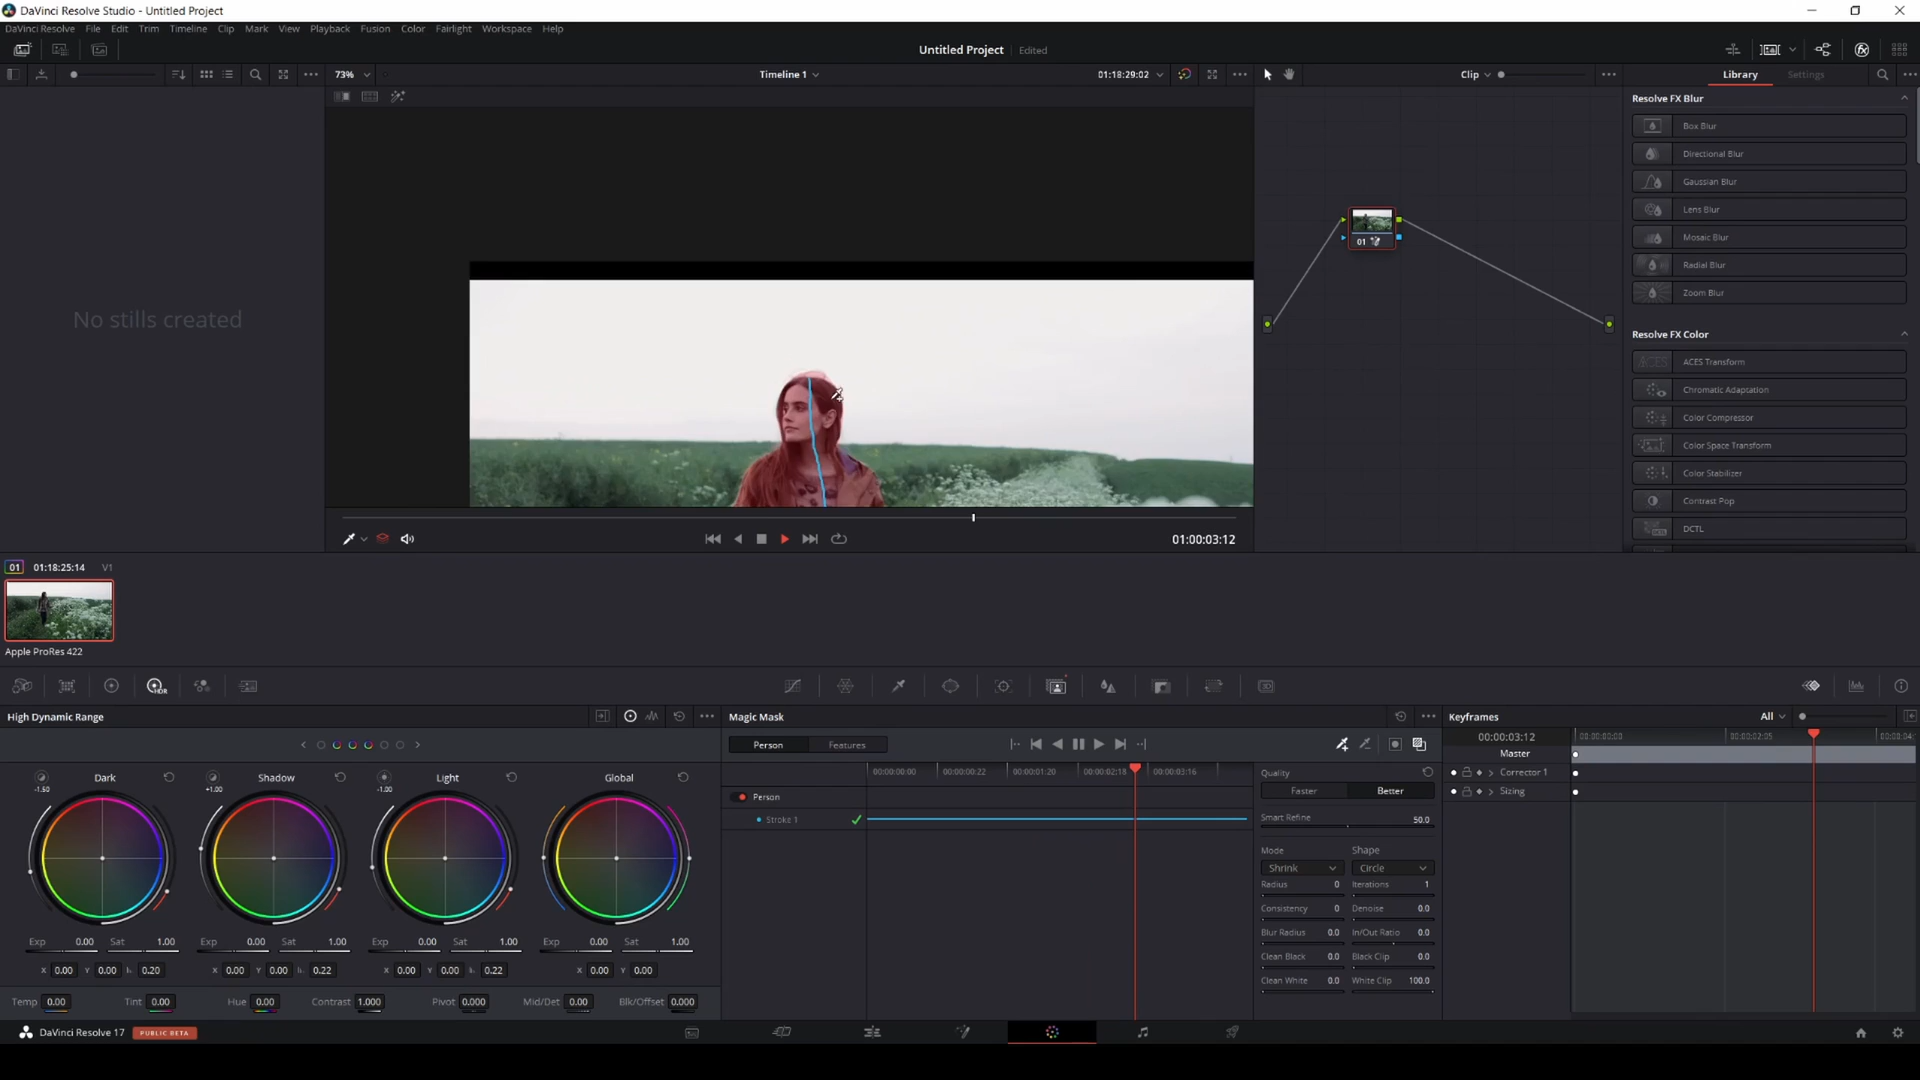 DaVinci Resolve Studio - Untitled Project
DaVinci Resolve File Edit Trim Timeline Clip Mark View Playback Fusion Color Fairlight Workspace Help
Untitled Project Edited
73% Timeline 1 01:18:29:02 Clip Library Settings
Resolve FX Blur
Box Blur
Directional Blur
Gaussian Blur
Lens Blur
Mosaic Blur
Radial Blur
Zoom Blur
Resolve FX Color
ACES Transform
Chromatic Adaptation
Color Compressor
Color Space Transform
Color Stabilizer
Contrast Pop
DCTL
01
No stills created
01:00:03:12
01 01:18:25:14 V1
Apple ProRes 422
HDR
3D
High Dynamic Range
Dark Shadow Light Global
-1.50 +1.00 -1.00
Exp 0.00 Sat 1.00 Exp 0.00 Sat 1.00 Exp 0.00 Sat 1.00 Exp 0.00 Sat 1.00
X 0.00 Y 0.00 0.20 X 0.00 Y 0.00 0.22 X 0.00 Y 0.00 0.22 X 0.00 Y 0.00
Temp 0.00 Tint 0.00 Hue 0.00 Contrast 1.000 Pivot 0.000 Mid/Det 0.00 Blk/Offset 0.000
Magic Mask
Person Features
00:00:00:00 00:00:00:22 00:00:01:20 00:00:02:18 00:00:03:16
Person
Stroke 1
Quality
Faster Better
Smart Refine 50.0
Mode Shape
Shrink Circle
Radius 0 Iterations 1
Consistency 0 Denoise 0.0
Blur Radius 0.0 In/Out Ratio 0.0
Clean Black 0.0 Black Clip 0.0
Clean White 0.0 White Clip 100.0
Keyframes All
00:00:03:12 00:00:00:00 00:00:02:05 00:00:04:
Master
Corrector 1
Sizing
DaVinci Resolve 17 PUBLIC BETA